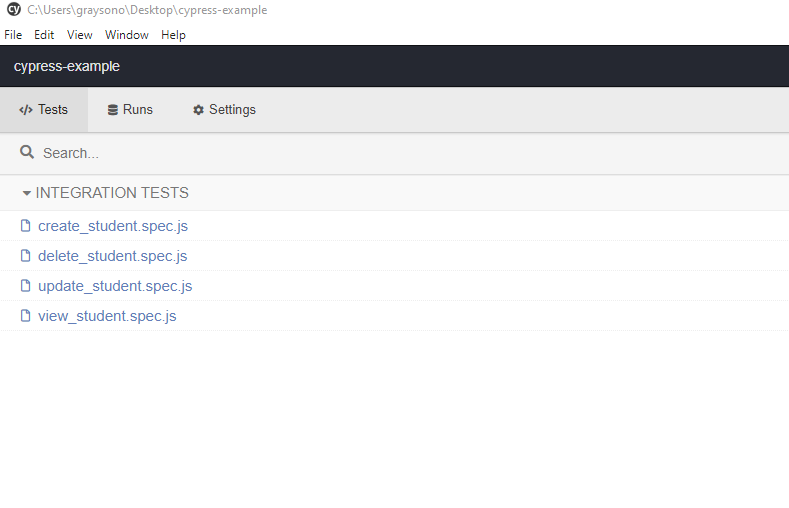 cy C:\Users\graysono\Desktop\cypress-example
File Edit View Window Help
cypress-example
</> Tests Runs Settings
Search...
INTEGRATION TESTS
create_student.spec.js
delete_student.spec.js
update_student.spec.js
view_student.spec.js